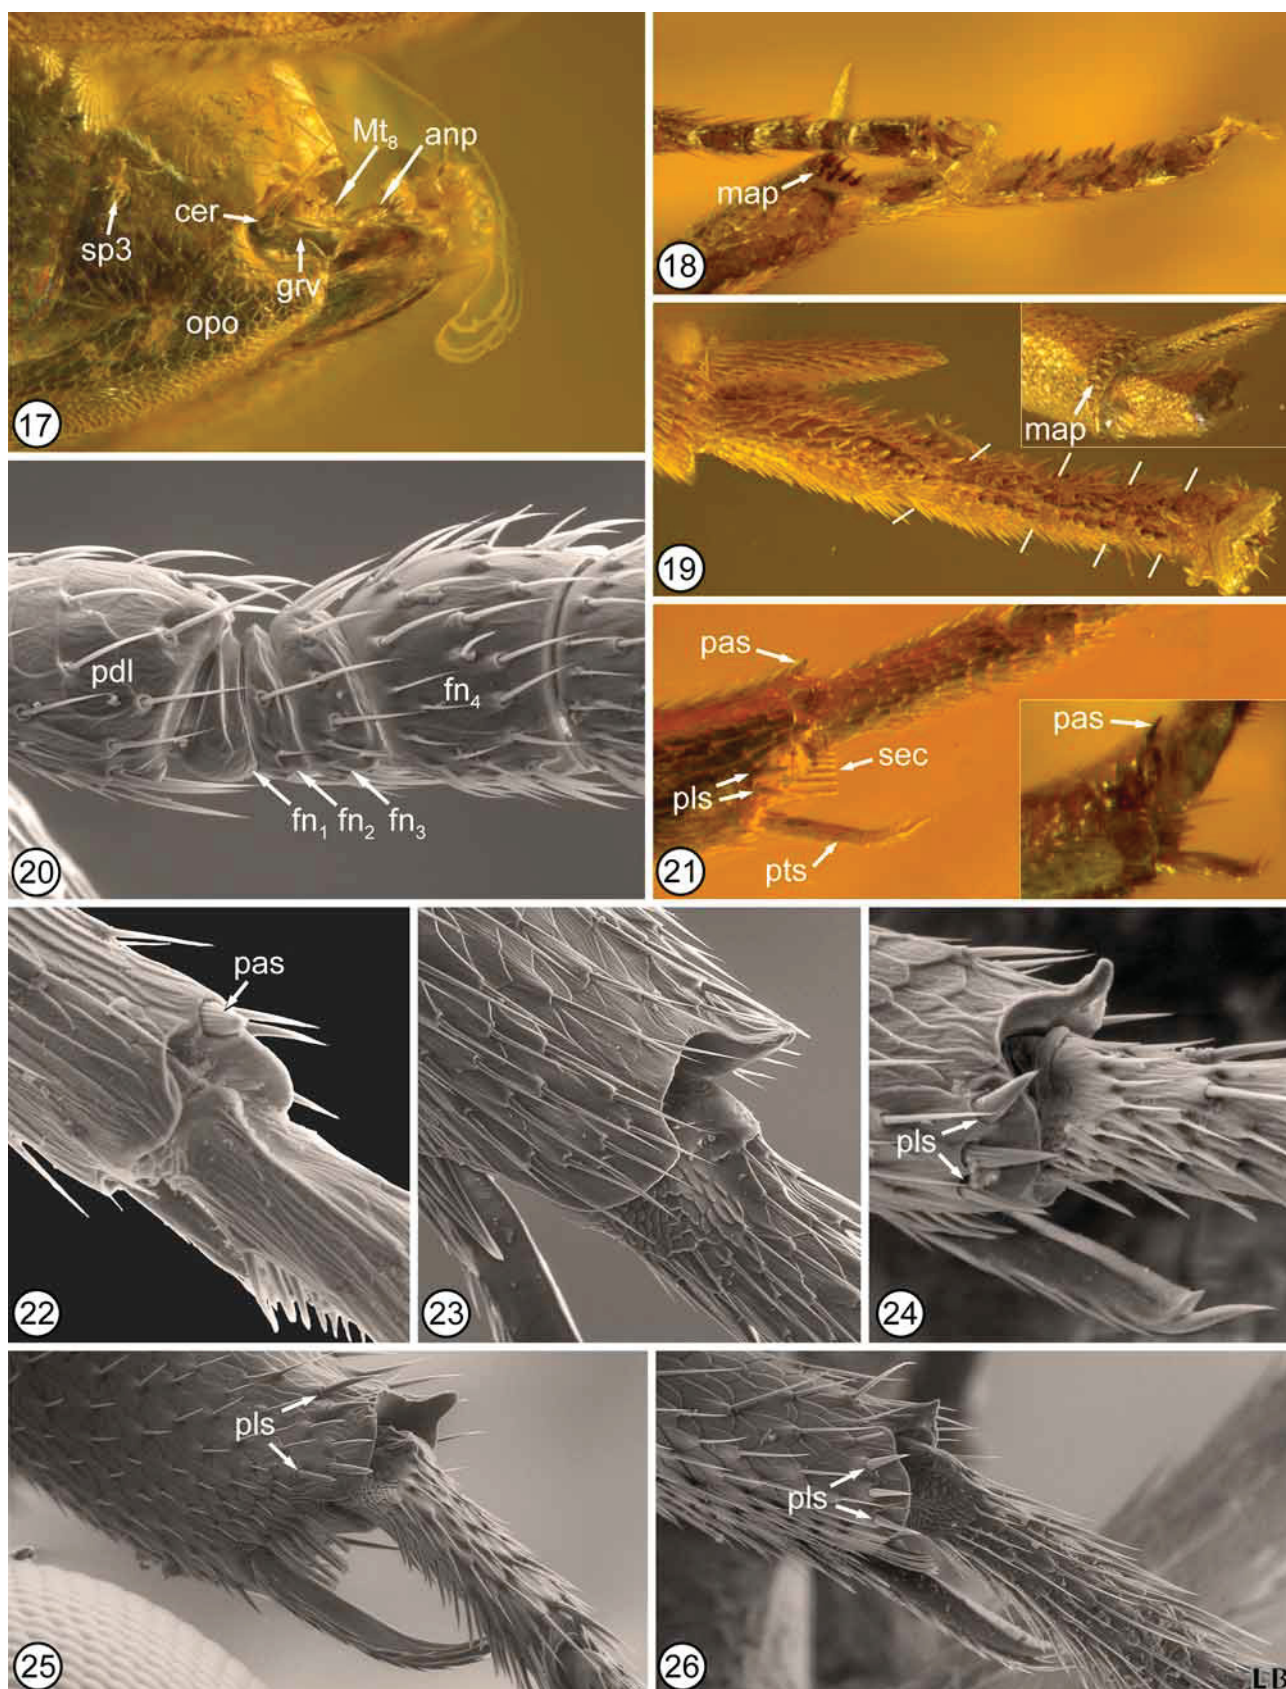 Mt8 anp
cer
sp3
grv
opo
17
map
18
map
19
pdl
fn4
fn1 fn2 fn3
20
pas
sec
pls
pts
pas
21
pas
22
23
pls
24
pls
25
pls
26
LB